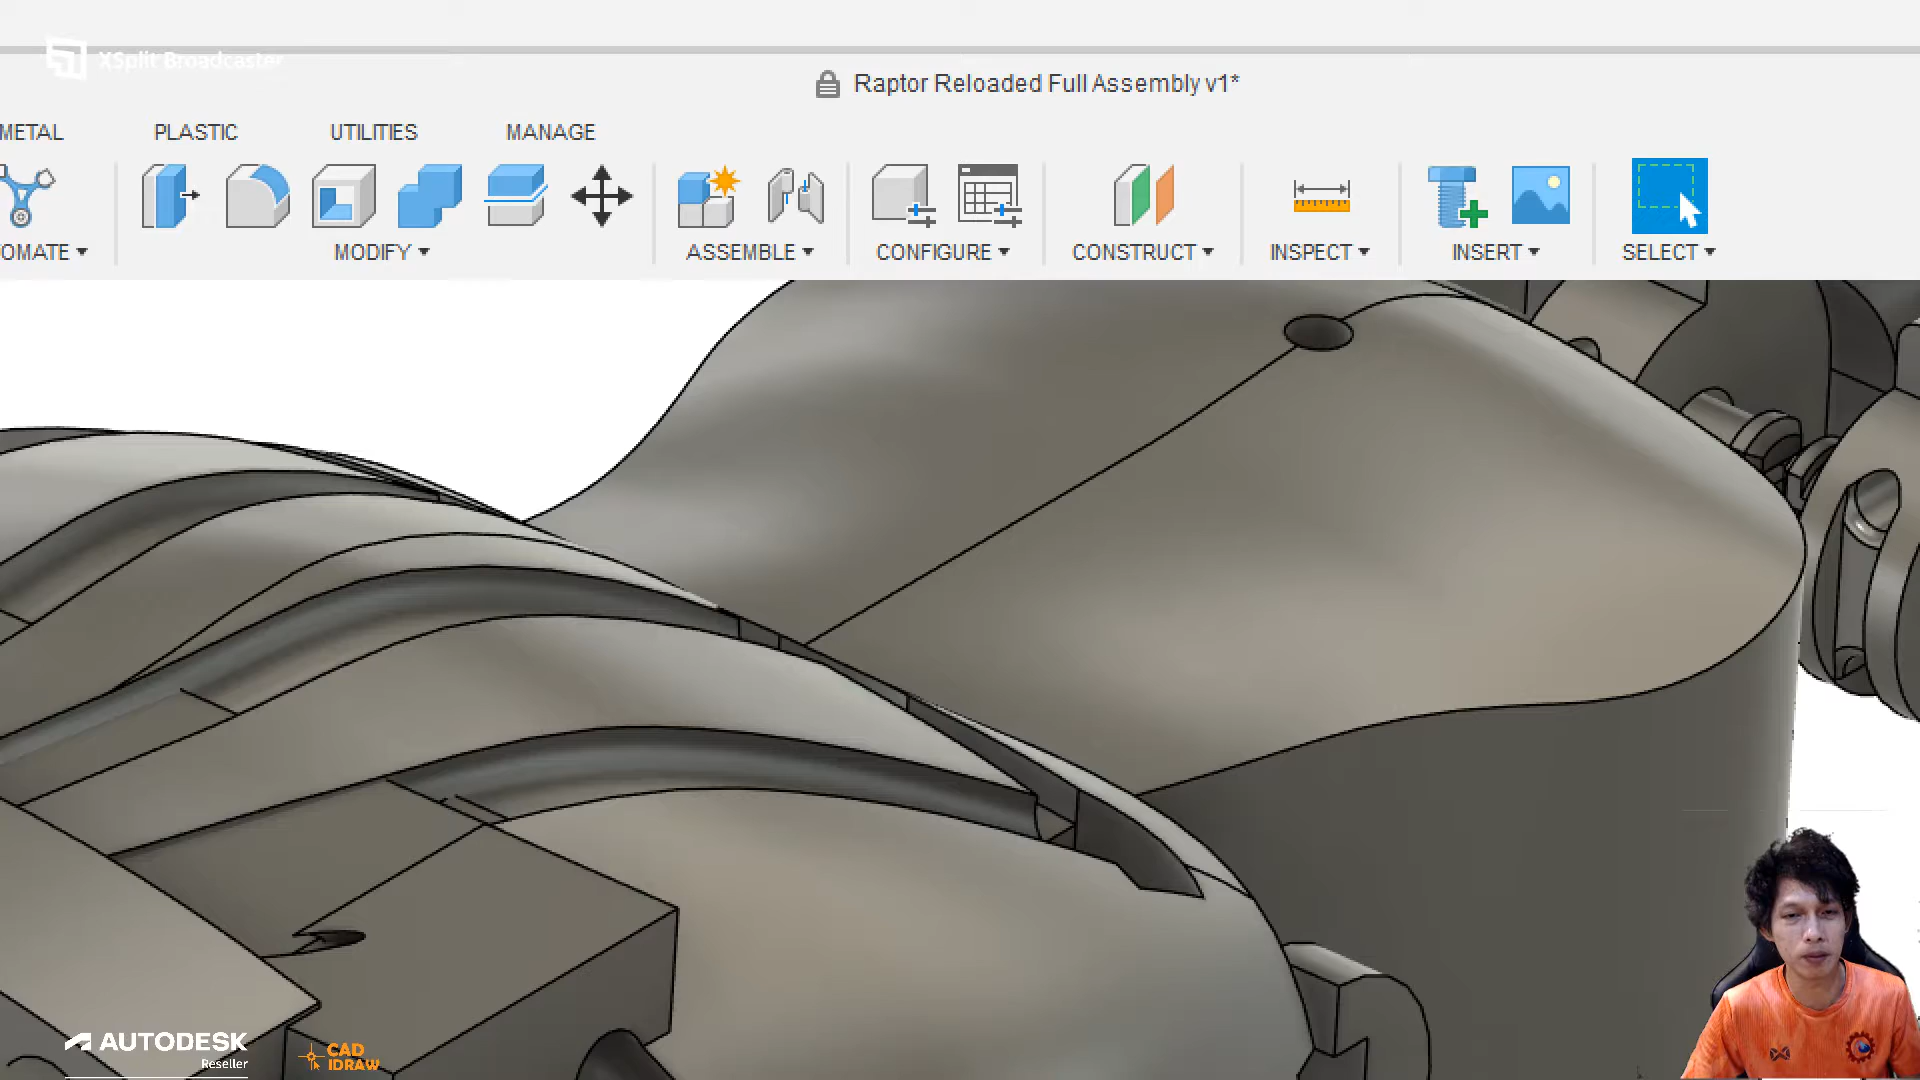 XSplit Broadcaster
Raptor Reloaded Full Assembly v1*
METAL PLASTIC UTILITIES MANAGE
OMATE MODIFY ASSEMBLE CONFIGURE CONSTRUCT INSPECT INSERT SELECT
AUTODESK
Reseller
CAD
IDRAW